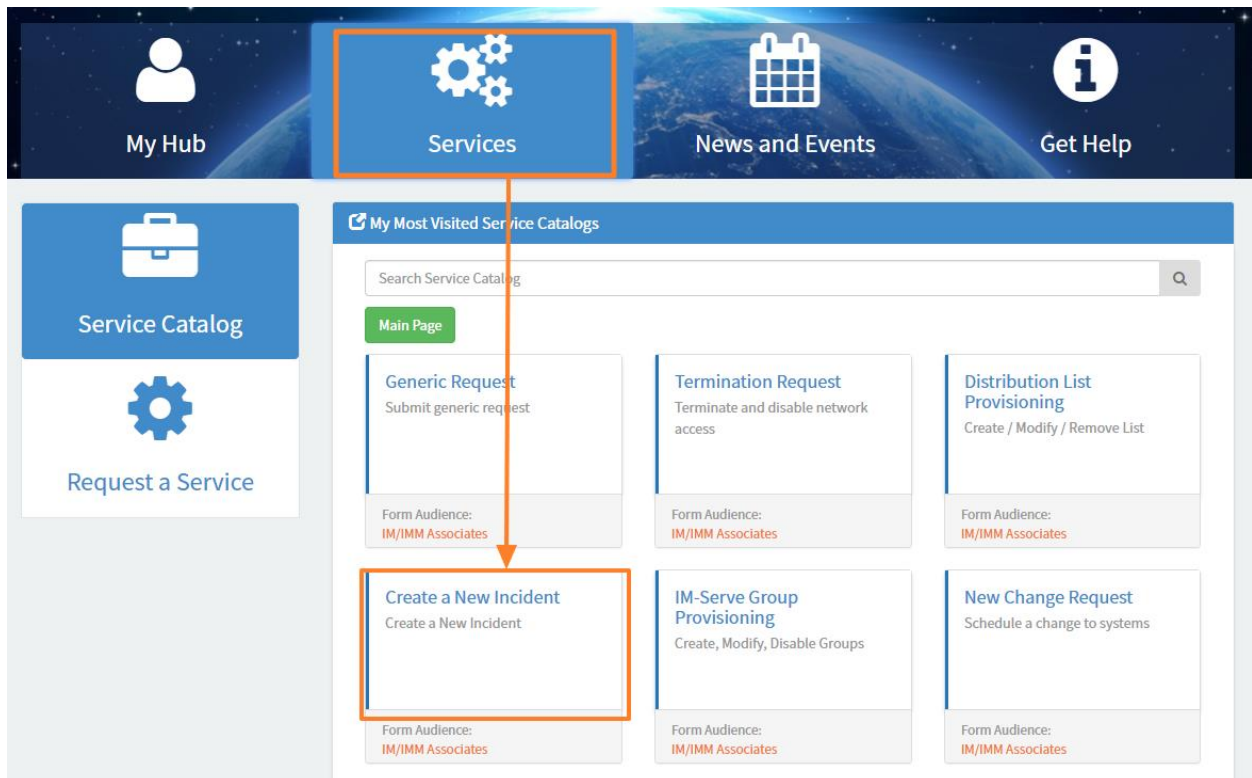 My Hub
Services
News and Events
Get Help
Service Catalog
Request a Service
My Most Visited Service Catalogs
Search Service Catalog
Main Page
Generic Request
Submit generic request
Form Audience:
IM/IMM Associates
Termination Request
Terminate and disable network
access
Form Audience:
IM/IMM Associates
Distribution List
Provisioning
Create / Modify / Remove List
Form Audience:
IM/IMM Associates
Create a New Incident
Create a New Incident
Form Audience:
IM/IMM Associates
IM-Serve Group
Provisioning
Create, Modify, Disable Groups
Form Audience:
IM/IMM Associates
New Change Request
Schedule a change to systems
Form Audience:
IM/IMM Associates